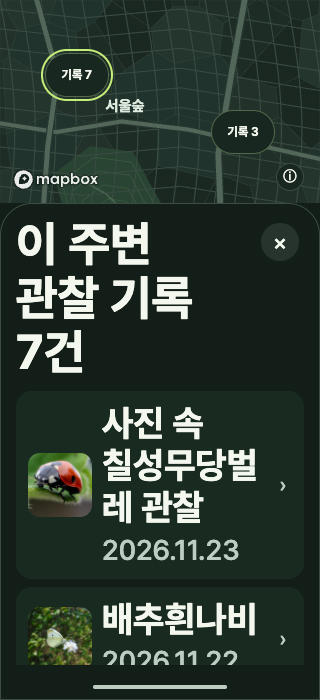 기록 7
서울숲
기록 3
mapbox
이 주변
관찰 기록
7건
사진 속
칠성무당벌
레 관찰
2026.11.23
배추흰나비
2026.11.22